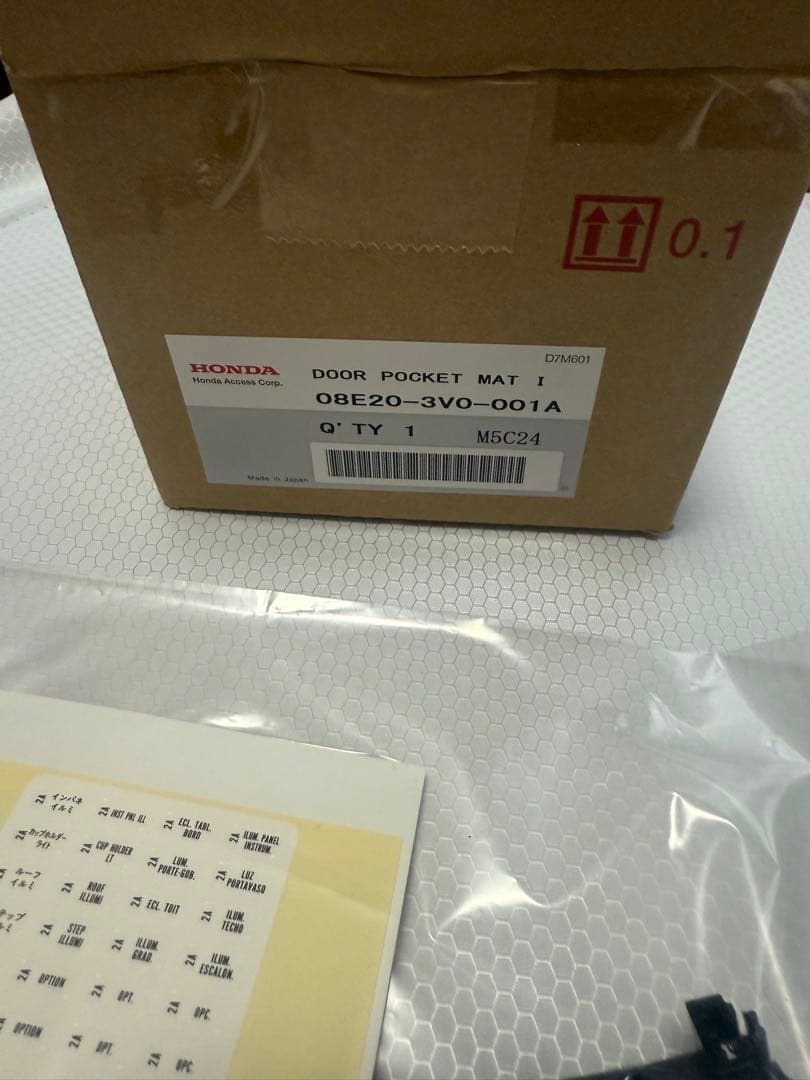 0.1
D7M601
HONDA
Honda Access Corp.
DOOR POCKET MAT I
08E20-3V0-001A
Q'TY 1
M5C24
Made in Japan
2A インパネ イルミ
2A INST PNL ILL
2A ECL. TABL. BORD
2A ILUM. PANEL INSTRUM.
2A カップホルダー ライト
2A CUP HOLDER LT
2A LUM. PORTE-GOB.
2A LUZ PORTAVASO
ルーフ イルミ
2A ROOF ILLUMI
2A ECL TOIT
2A ILUM. TECHO
2A STEP ILLUMI
2A ILLUM. GRAD.
2A ILUM. ESCALON.
2A OPTION
2A OPT.
2A OPC.
OPTION
2A OPT.
2A OPC